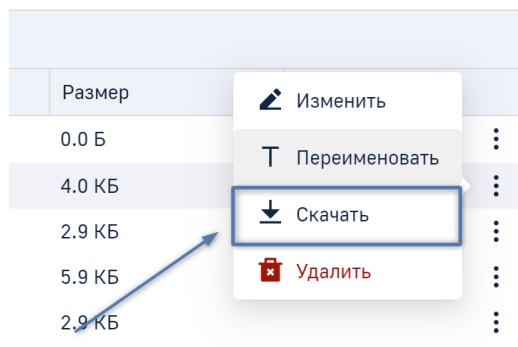 Размер
Изменить
0.0 Б
Переименовать
4.0 КБ
Скачать
2.9 КБ
Удалить
5.9 КБ
2.9 КБ